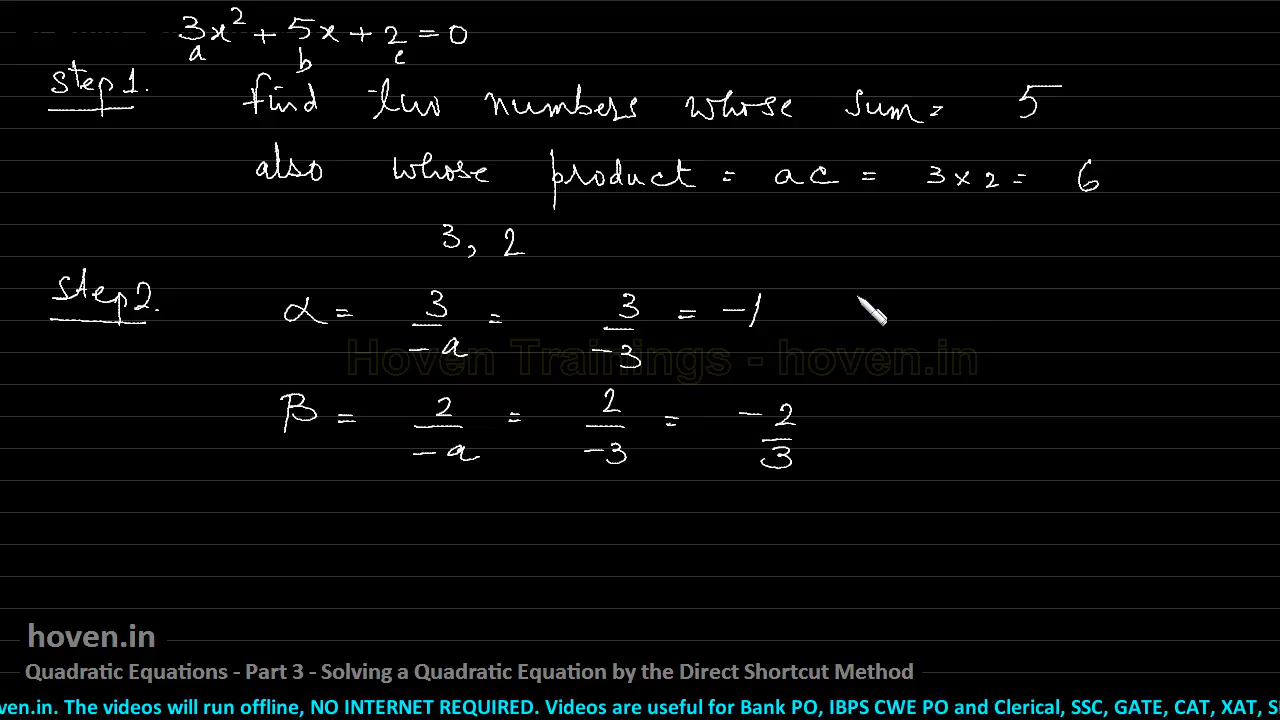 3x² + 5x + 2 = 0
a b c
Step 1. find two numbers whose sum = 5
also whose product = ac = 3 x 2 = 6
3, 2
Step 2. α = 3/-a = 3/-3 = -1
Hoven Trainings - hoven.in
β = 2/-a = 2/-3 = -2/3
hoven.in
Quadratic Equations - Part 3 - Solving a Quadratic Equation by the Direct Shortcut Method
ven.in. The videos will run offline, NO INTERNET REQUIRED. Videos are useful for Bank PO, IBPS CWE PO and Clerical, SSC, GATE, CAT, XAT, S